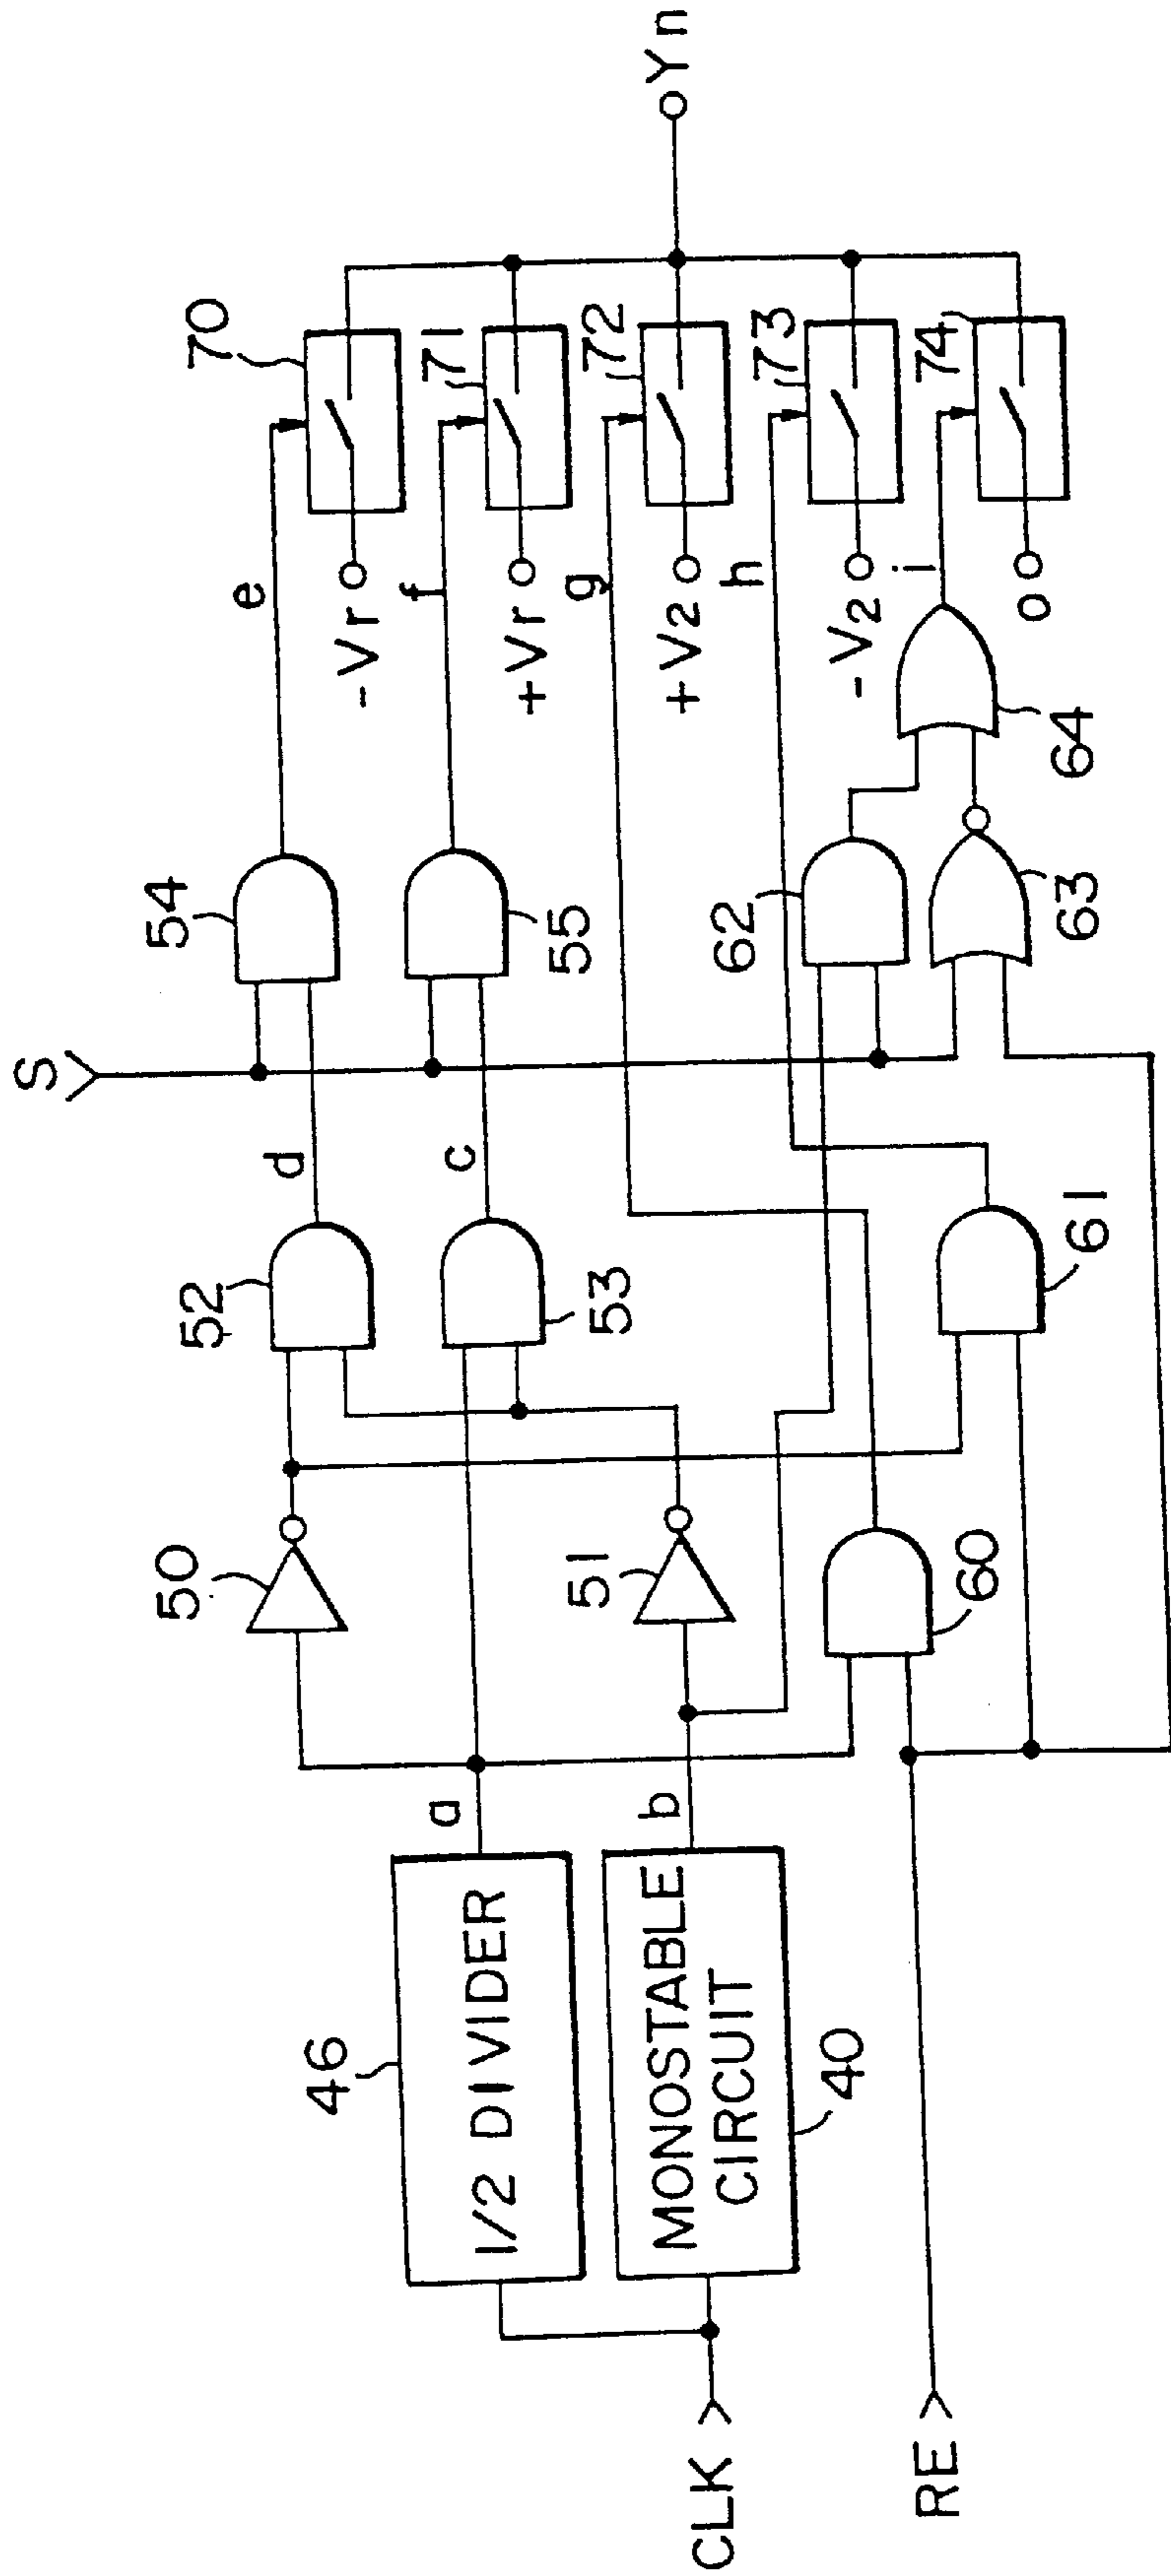 S
Yn
70
71
72
73
74
e
f
g
h
i
-Vr
+Vr
+V2
-V2
0
54
55
62
63
64
d
c
52
53
61
50
51
60
a
b
46
1/2 DIVIDER
MONOSTABLE
CIRCUIT
40
CLK
RE